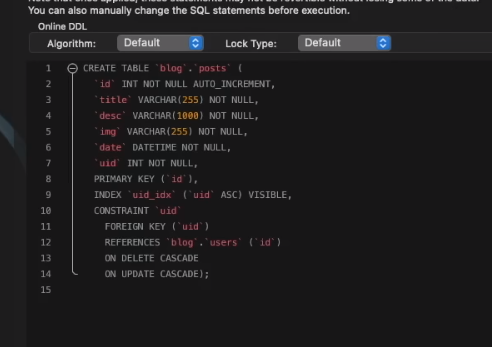 Note that once applied, these statements may not be revertible without losing some of the data.
You can also manually change the SQL statements before execution.
Online DDL
Algorithm: Default Lock Type: Default
1 CREATE TABLE `blog`.`posts` (
2 `id` INT NOT NULL AUTO_INCREMENT,
3 `title` VARCHAR(255) NOT NULL,
4 `desc` VARCHAR(1000) NOT NULL,
5 `img` VARCHAR(255) NOT NULL,
6 `date` DATETIME NOT NULL,
7 `uid` INT NOT NULL,
8 PRIMARY KEY (`id`),
9 INDEX `uid_idx` (`uid` ASC) VISIBLE,
10 CONSTRAINT `uid`
11 FOREIGN KEY (`uid`)
12 REFERENCES `blog`.`users` (`id`)
13 ON DELETE CASCADE
14 ON UPDATE CASCADE);
15